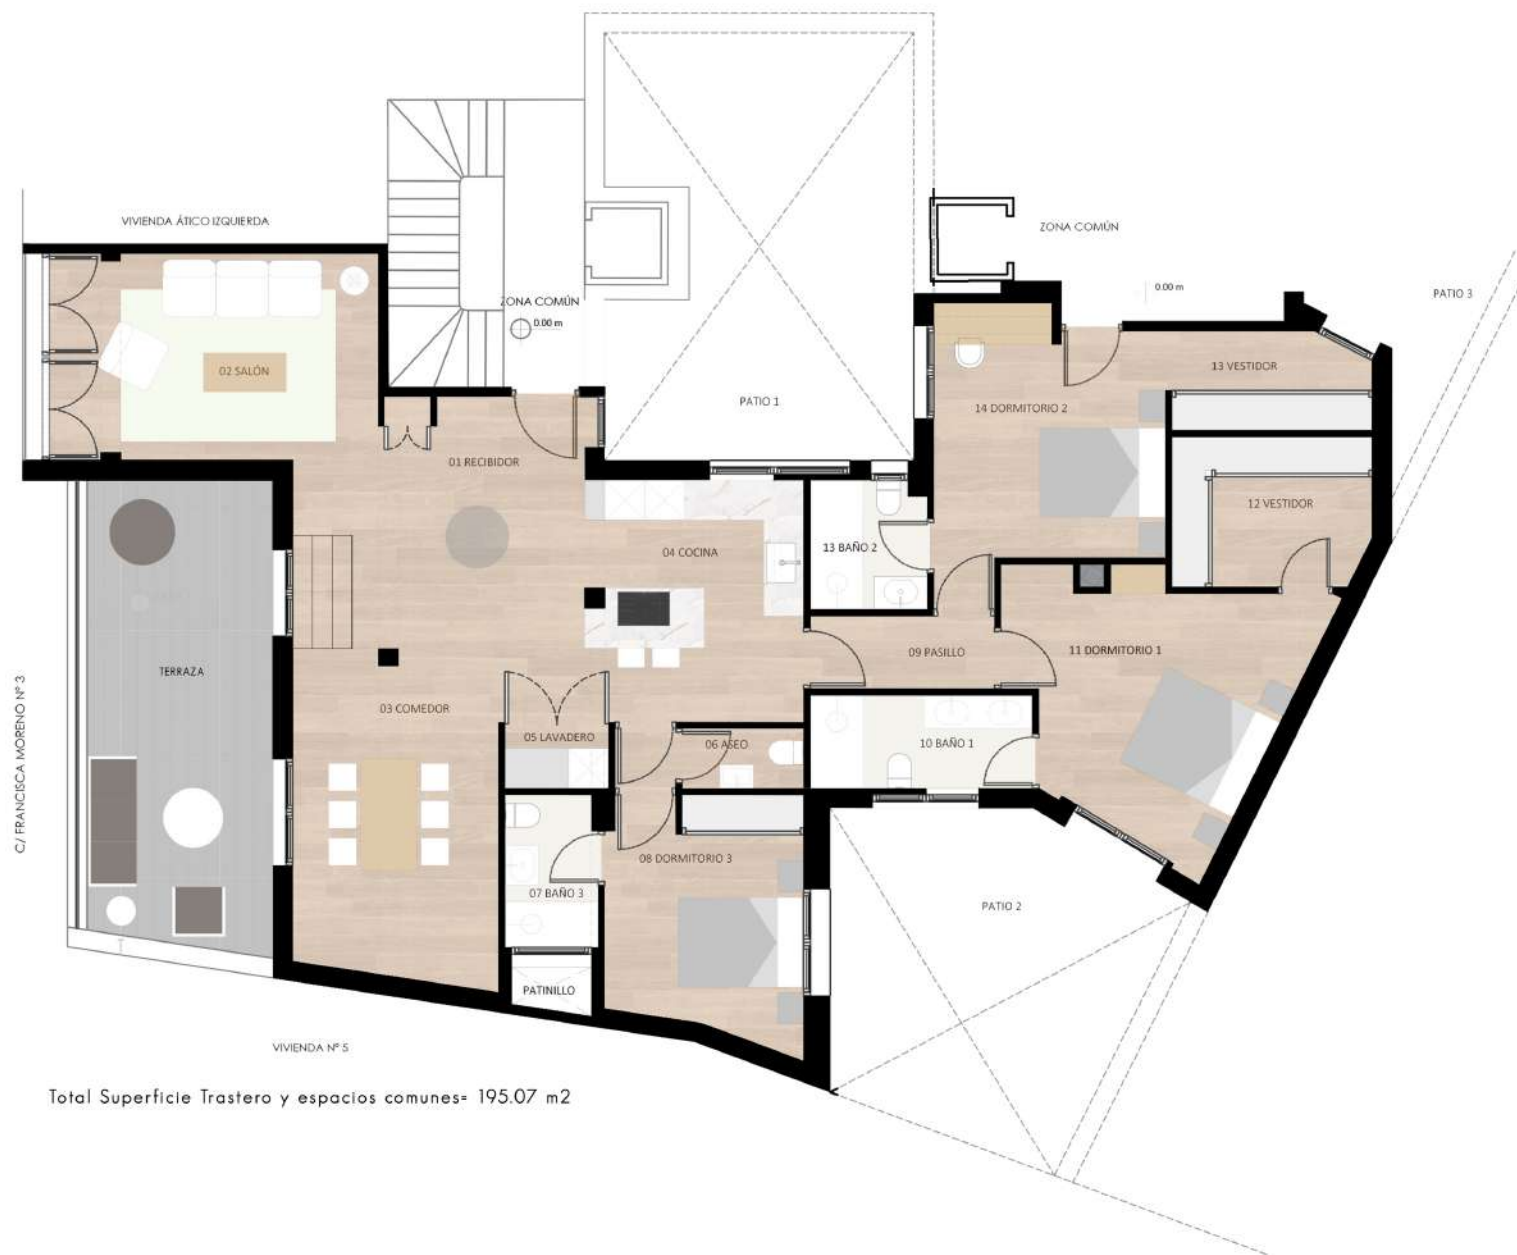 VIVIENDA ÁTICO IZQUIERDA
ZONA COMÚN
0.00 m
ZONA COMÚN
0.00 m
PATIO 3
02 SALÓN
PATIO 1
13 VESTIDOR
14 DORMITORIO 2
01 RECIBIDOR
12 VESTIDOR
04 COCINA
13 BAÑO 2
TERRAZA
09 PASILLO
11 DORMITORIO 1
C/ FRANCISCA MORENO Nº 3
03 COMEDOR
05 LAVADERO
06 ASEO
10 BAÑO 1
08 DORMITORIO 3
07 BAÑO 3
PATIO 2
PATINILLO
VIVIENDA Nº 5
Total Superficie Trastero y espacios comunes= 195.07 m2